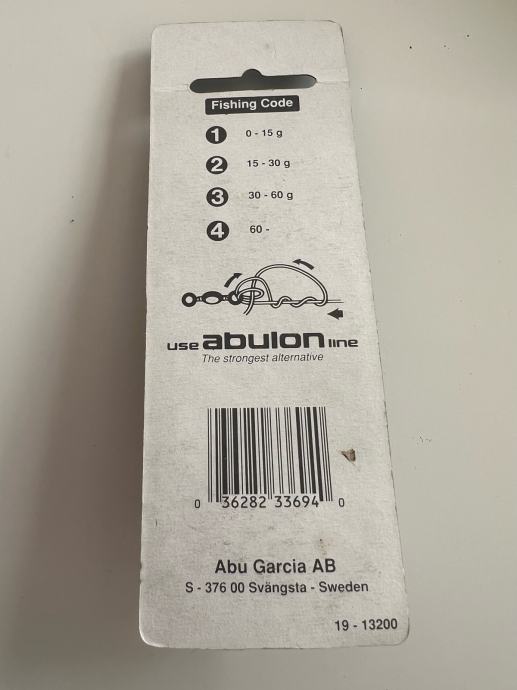 Fishing Code
1 0 - 15 g
2 15 - 30 g
3 30 - 60 g
4 60 -
use abulon line
The strongest alternative
0 36282 33694 0
Abu Garcia AB
S - 376 00 Svängsta - Sweden
19 - 13200